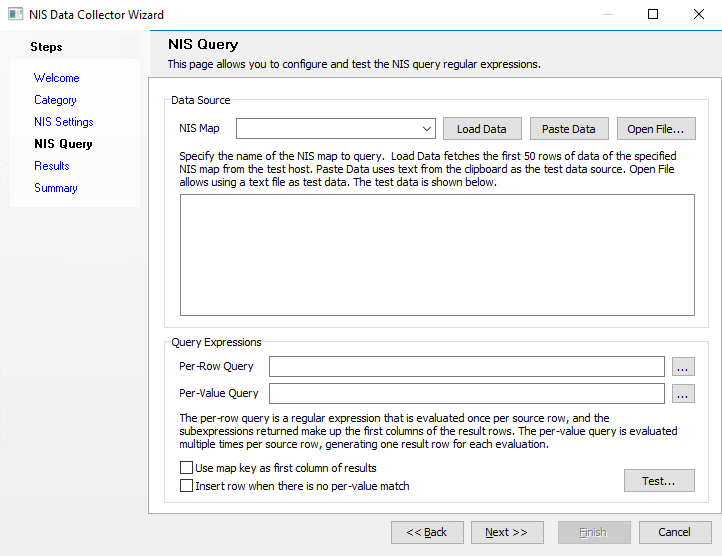 NIS Data Collector Wizard
Steps
Welcome
Category
NIS Settings
NIS Query
Results
Summary
NIS Query
This page allows you to configure and test the NIS query regular expressions.
Data Source
NIS Map
Load Data
Paste Data
Open File...
Specify the name of the NIS map to query. Load Data fetches the first 50 rows of data of the specified
NIS map from the test host. Paste Data uses text from the clipboard as the test data source. Open File
allows using a text file as test data. The test data is shown below.
Query Expressions
Per-Row Query
...
Per-Value Query
...
The per-row query is a regular expression that is evaluated once per source row, and the
subexpressions returned make up the first columns of the result rows. The per-value query is evaluated
multiple times per source row, generating one result row for each evaluation.
Use map key as first column of results
Insert row when there is no per-value match
Test...
<< Back
Next >>
Finish
Cancel